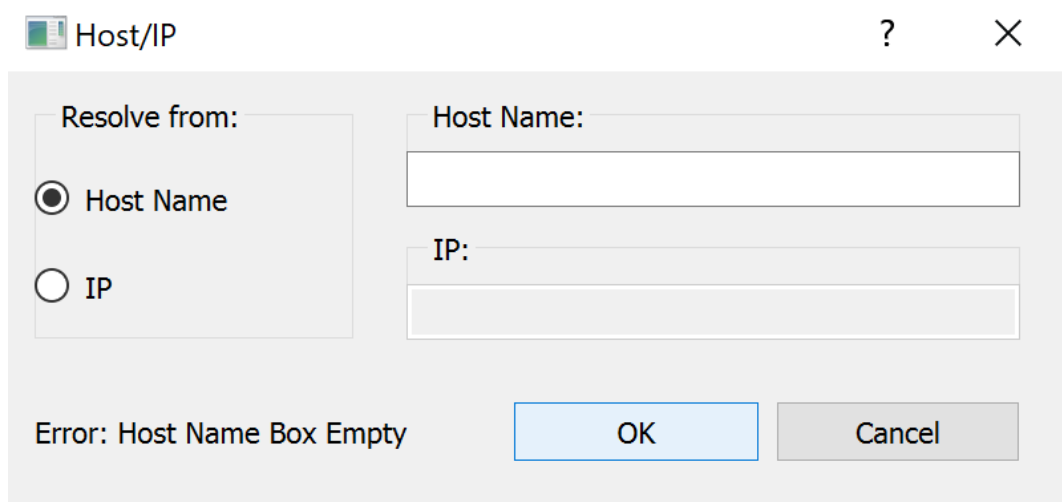 Host/IP ?
Resolve from:
Host Name
IP
Host Name:
IP:
Error: Host Name Box Empty
OK
Cancel